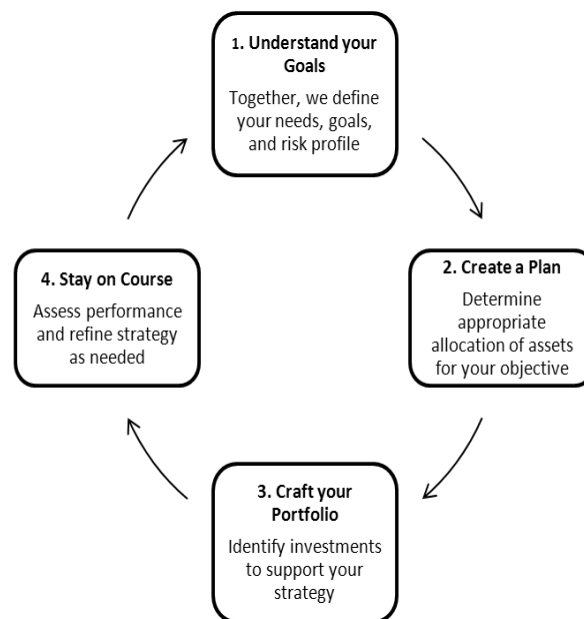 1. Understand your
Goals
Together, we define
your needs, goals,
and risk profile
2. Create a Plan
Determine
appropriate
allocation of assets
for your objective
3. Craft your
Portfolio
Identify investments
to support your
strategy
4. Stay on Course
Assess performance
and refine strategy
as needed